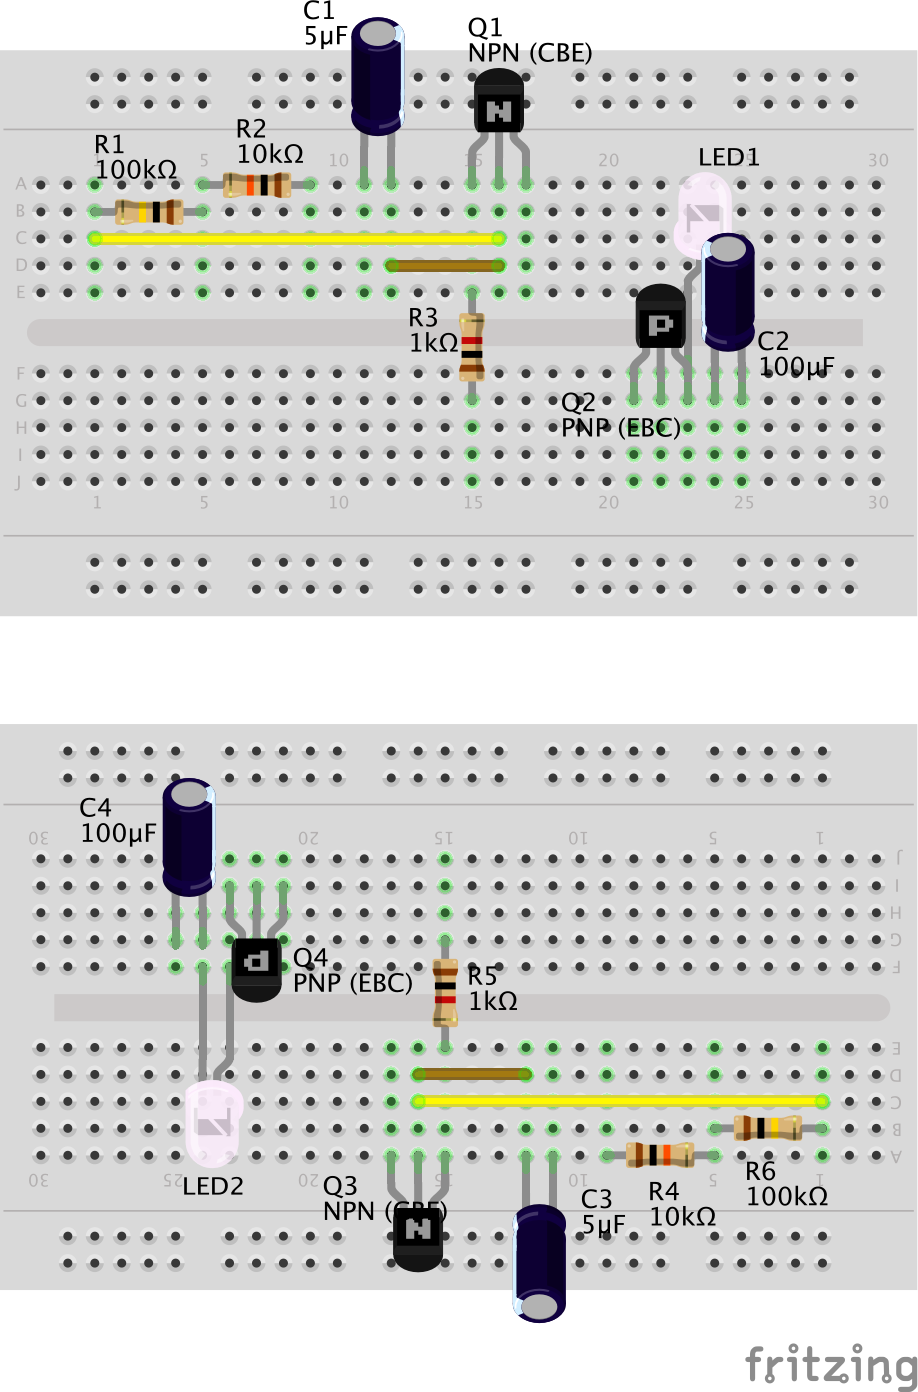 C1
5µF
Q1
NPN (CBE)
R1
100kΩ
R2
10kΩ
LED1
1 5 10 15 20 30
A
B
C
D
E
R3
1kΩ
C2
100µF
Q2
PNP (EBC)
F
G
H
I
J
1 5 10 15 20 25 30
N
P
C4
100µF
30 20 15 10 5 1
J
I
H
G
F
Q4
PNP (EBC)
P
R5
1kΩ
E
D
C
B
A
30 25 20 15 10 5 1
LED2
Q3
NPN (CBE)
N
C3
5µF
R4
10kΩ
R6
100kΩ
fritzing